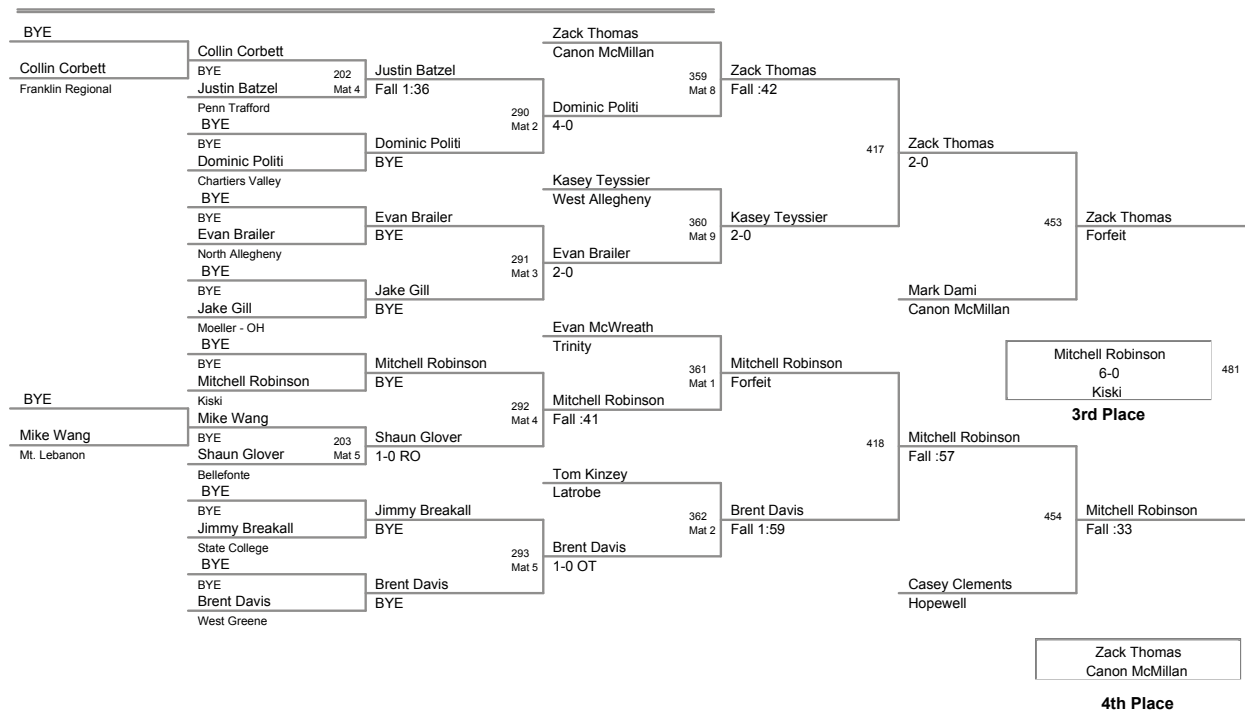 BYE
Collin Corbett
Franklin Regional
BYE
Mike Wang
Mt. Lebanon
Collin Corbett
BYE
202
Justin Batzel
Mat 4
Penn Trafford
BYE
BYE
Dominic Politi
Chartiers Valley
BYE
BYE
Evan Brailer
North Allegheny
BYE
BYE
Jake Gill
Moeller - OH
BYE
BYE
Mitchell Robinson
Kiski
Mike Wang
BYE
203
Shaun Glover
Mat 5
Bellefonte
BYE
BYE
Jimmy Breakall
State College
BYE
BYE
Brent Davis
West Greene
Justin Batzel
Fall 1:36
290
Mat 2
Dominic Politi
BYE
Evan Brailer
BYE
291
Mat 3
Jake Gill
BYE
Mitchell Robinson
BYE
292
Mat 4
Shaun Glover
1-0 RO
Jimmy Breakall
BYE
293
Mat 5
Brent Davis
BYE
Zack Thomas
Canon McMillan
359
Mat 8
Dominic Politi
4-0
Kasey Teyssier
West Allegheny
360
Mat 9
Evan Brailer
2-0
Evan McWreath
Trinity
361
Mat 1
Mitchell Robinson
Fall :41
Tom Kinzey
Latrobe
362
Mat 2
Brent Davis
1-0 OT
Zack Thomas
Fall :42
417
Kasey Teyssier
2-0
Mitchell Robinson
Forfeit
418
Brent Davis
Fall 1:59
Zack Thomas
2-0
453
Mark Dami
Canon McMillan
Mitchell Robinson
Fall :57
454
Casey Clements
Hopewell
Zack Thomas
Forfeit
Mitchell Robinson
6-0
481
Kiski
3rd Place
Mitchell Robinson
Fall :33
Zack Thomas
Canon McMillan
4th Place